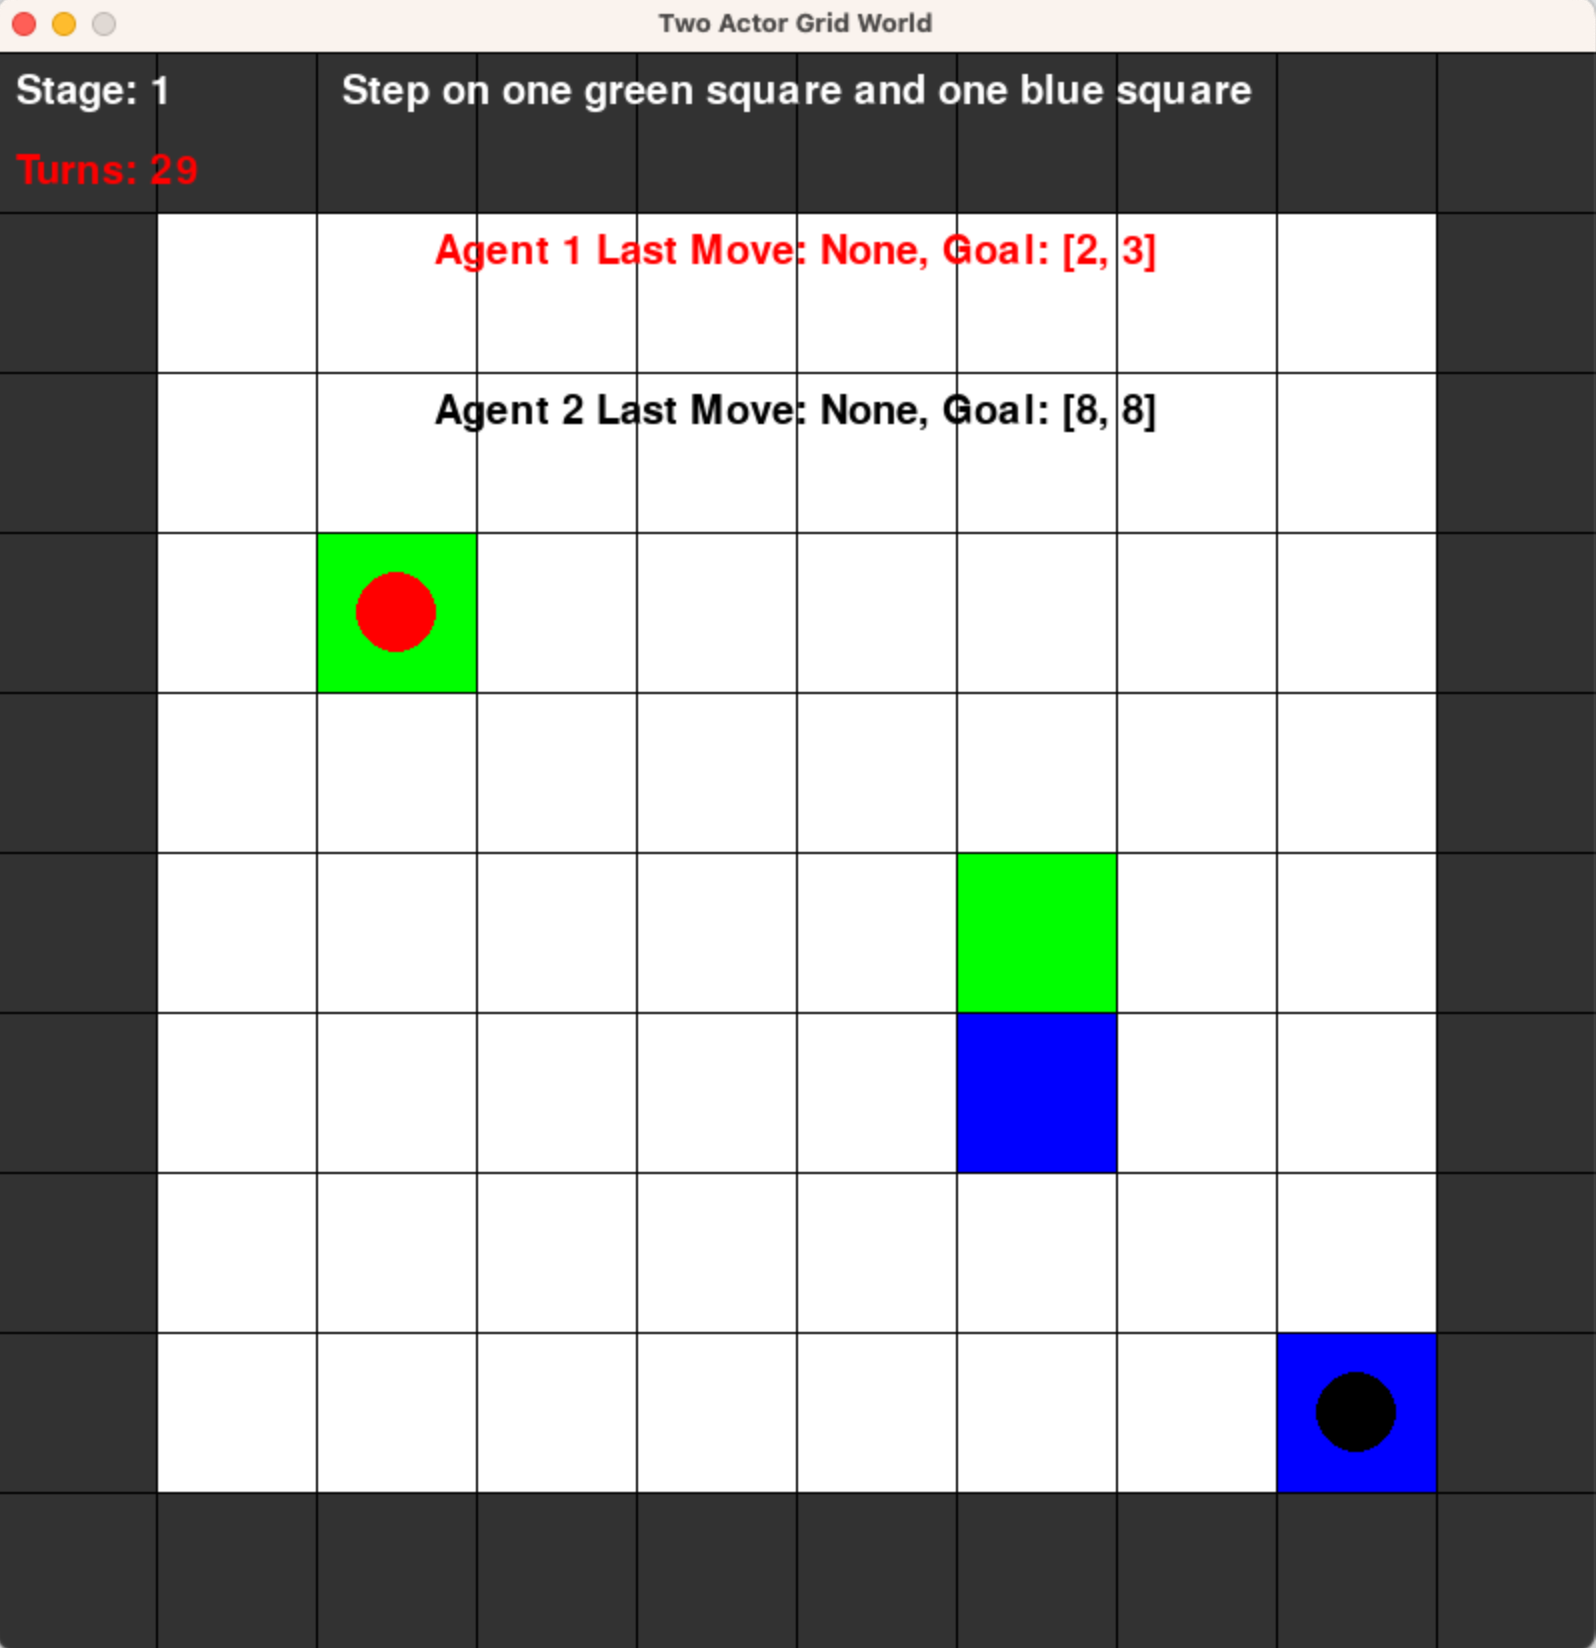 Two Actor Grid World
Stage: 1
Step on one green square and one blue square
Turns: 29
Agent 1 Last Move: None, Goal: [2, 3]
Agent 2 Last Move: None, Goal: [8, 8]